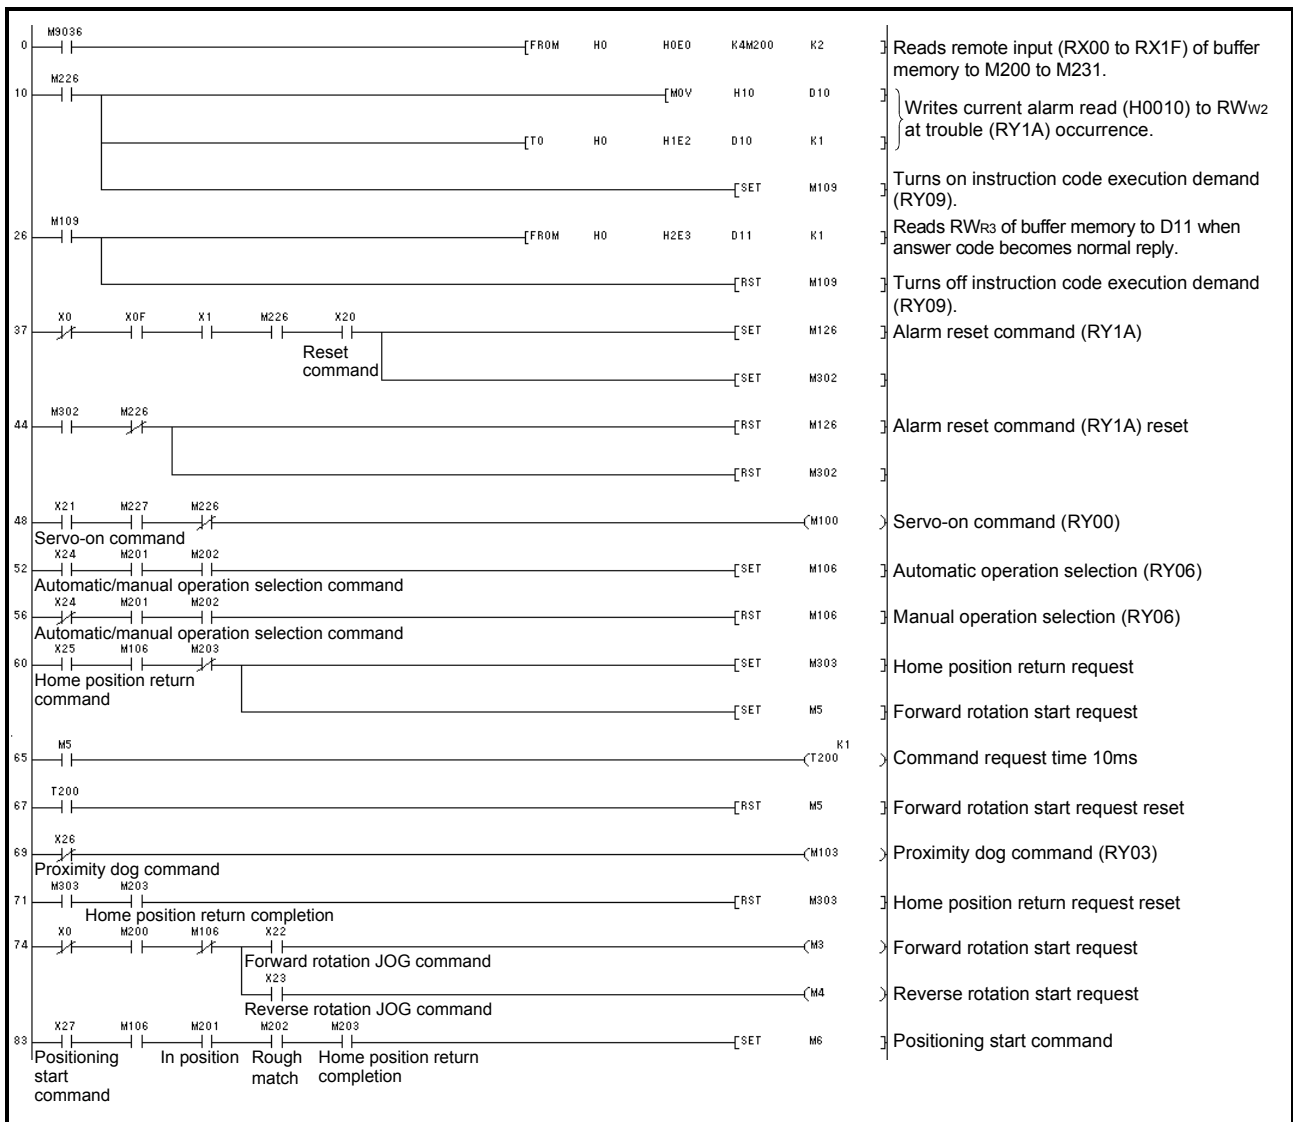 M9036
0 [FROM H0 H0E0 K4M200 K2 ] Reads remote input (RX00 to RX1F) of buffer
memory to M200 to M231.
M226
10 [MOV H10 D10 ] Writes current alarm read (H0010) to RWW2
at trouble (RY1A) occurrence.
[TO H0 H1E2 D10 K1 ]
[SET M109 ] Turns on instruction code execution demand
(RY09).
M109
26 [FROM H0 H2E3 D11 K1 ] Reads RWR3 of buffer memory to D11 when
answer code becomes normal reply.
[RST M109 ] Turns off instruction code execution demand
(RY09).
X0 X0F X1 M226 X20
37 [SET M126 ] Alarm reset command (RY1A)
Reset
command
[SET M302 ]
M302 M226
44 [RST M126 ] Alarm reset command (RY1A) reset
[RST M302 ]
X21 M227 M226
48 (M100 ) Servo-on command (RY00)
Servo-on command
X24 M201 M202
52 [SET M106 ] Automatic operation selection (RY06)
Automatic/manual operation selection command
X24 M201 M202
56 [RST M106 ] Manual operation selection (RY06)
Automatic/manual operation selection command
X25 M106 M203
60 [SET M303 ] Home position return request
Home position return
command
[SET M5 ] Forward rotation start request
M5 K1
65 (T200 ) Command request time 10ms
T200
67 [RST M5 ] Forward rotation start request reset
X26
69 (M103 ) Proximity dog command (RY03)
Proximity dog command
M303 M203
71 [RST M303 ] Home position return request reset
Home position return completion
X0 M200 M106 X22
74 (M3 ) Forward rotation start request
Forward rotation JOG command
X23
(M4 ) Reverse rotation start request
Reverse rotation JOG command
X27 M106 M201 M202 M203
83 [SET M6 ] Positioning start command
Positioning In position Rough Home position return
start match completion
command